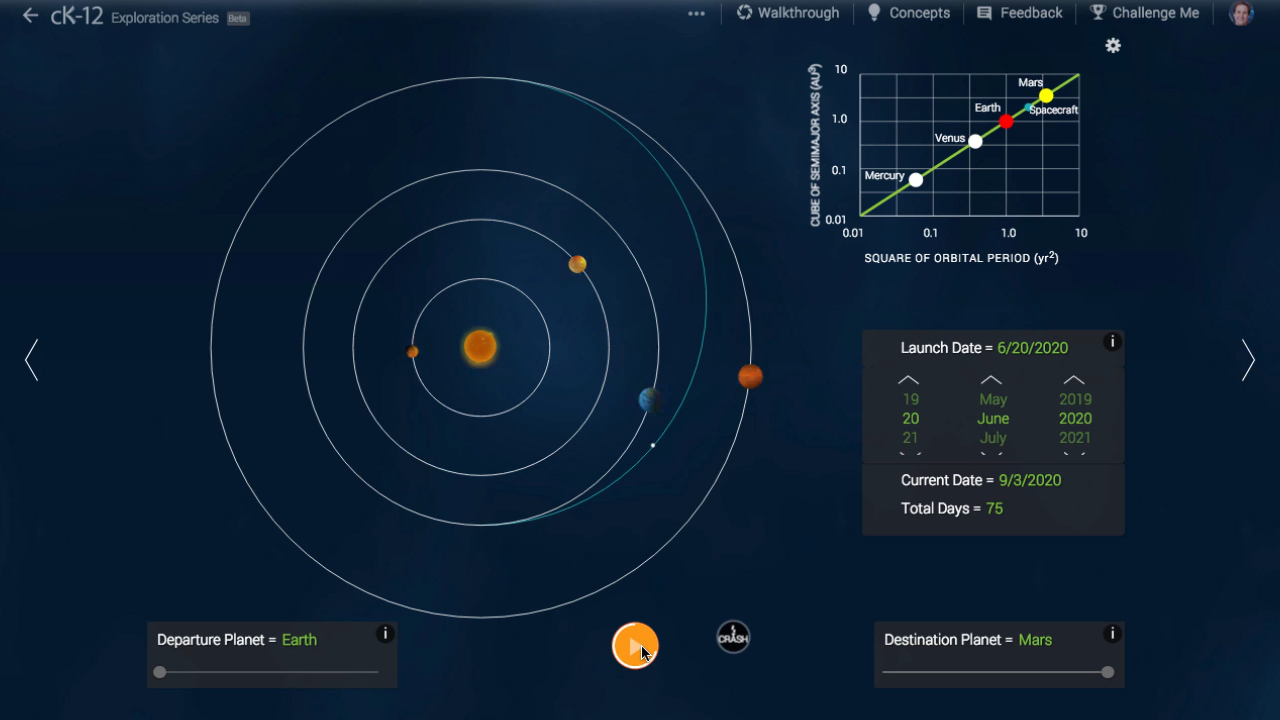 cK-12 Exploration Series Beta
Walkthrough
Concepts
Feedback
Challenge Me
CUBE OF SEMIMAJOR AXIS (AU³)
10
1.0
0.1
0.01
Mars
Spacecraft
Earth
Venus
Mercury
0.01 0.1 1.0 10
SQUARE OF ORBITAL PERIOD (yr²)
Launch Date = 6/20/2020
i
19 May 2019
20 June 2020
21 July 2021
Current Date = 9/3/2020
Total Days = 75
Departure Planet = Earth
i
CRASH
Destination Planet = Mars
i